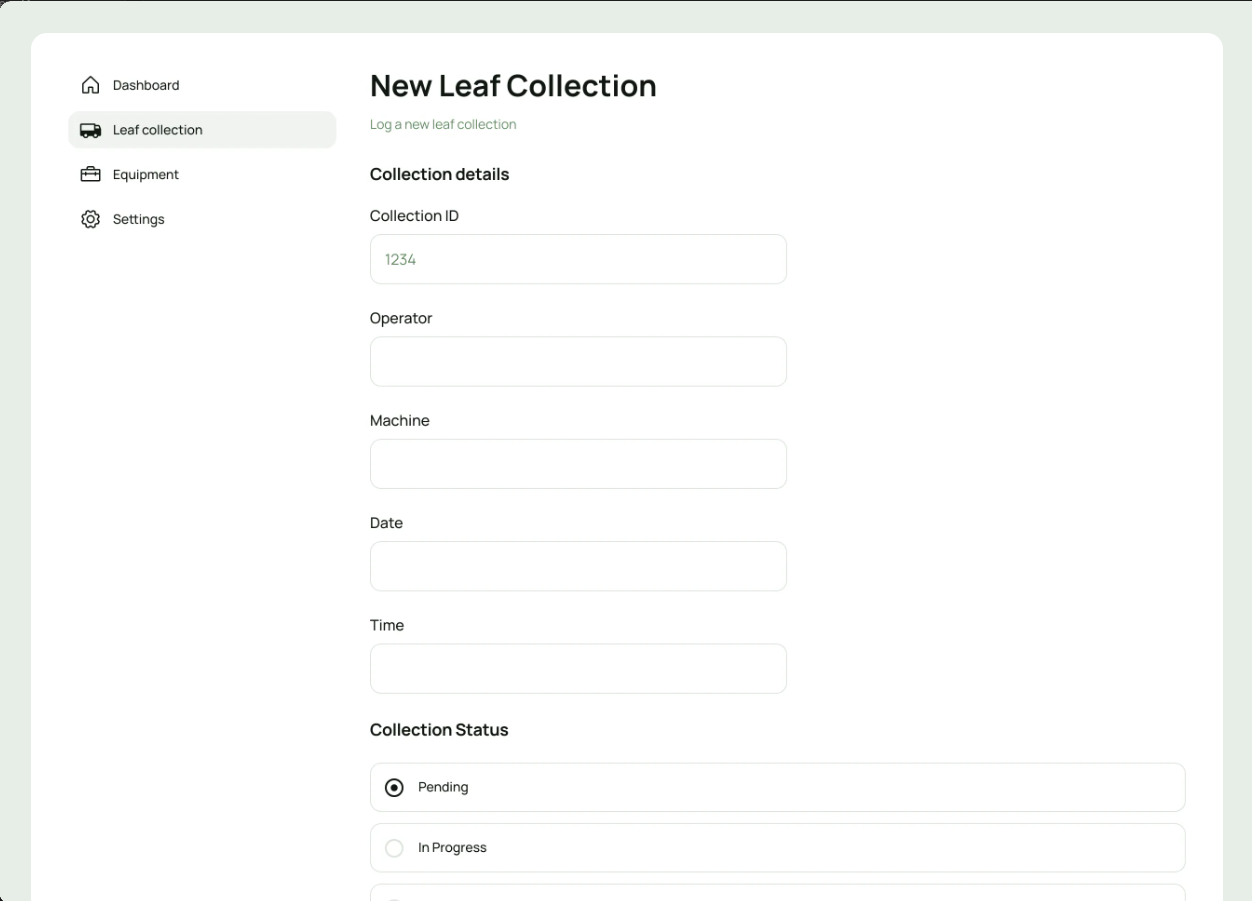 Dashboard
Leaf collection
Equipment
Settings
New Leaf Collection
Log a new leaf collection
Collection details
Collection ID
1234
Operator
Machine
Date
Time
Collection Status
Pending
In Progress